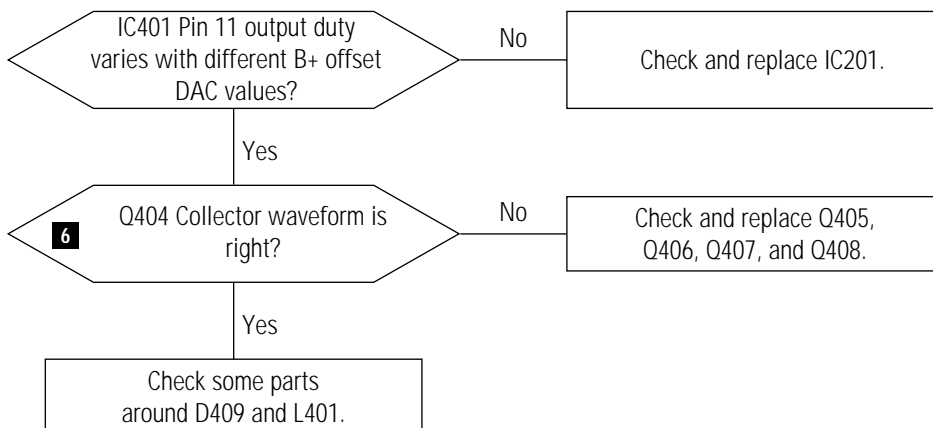 IC401 Pin 11 output duty
varies with different B+ offset
DAC values?
No
Check and replace IC201.
Yes
6
Q404 Collector waveform is
right?
No
Check and replace Q405,
Q406, Q407, and Q408.
Yes
Check some parts
around D409 and L401.